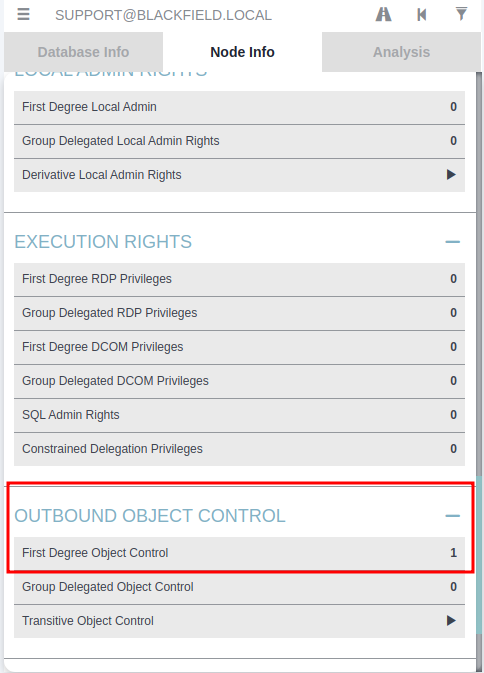 SUPPORT@BLACKFIELD.LOCAL
Database Info Node Info Analysis
LOCAL ADMIN RIGHTS
First Degree Local Admin 0
Group Delegated Local Admin Rights 0
Derivative Local Admin Rights
EXECUTION RIGHTS
First Degree RDP Privileges 0
Group Delegated RDP Privileges 0
First Degree DCOM Privileges 0
Group Delegated DCOM Privileges 0
SQL Admin Rights 0
Constrained Delegation Privileges 0
OUTBOUND OBJECT CONTROL
First Degree Object Control 1
Group Delegated Object Control 0
Transitive Object Control